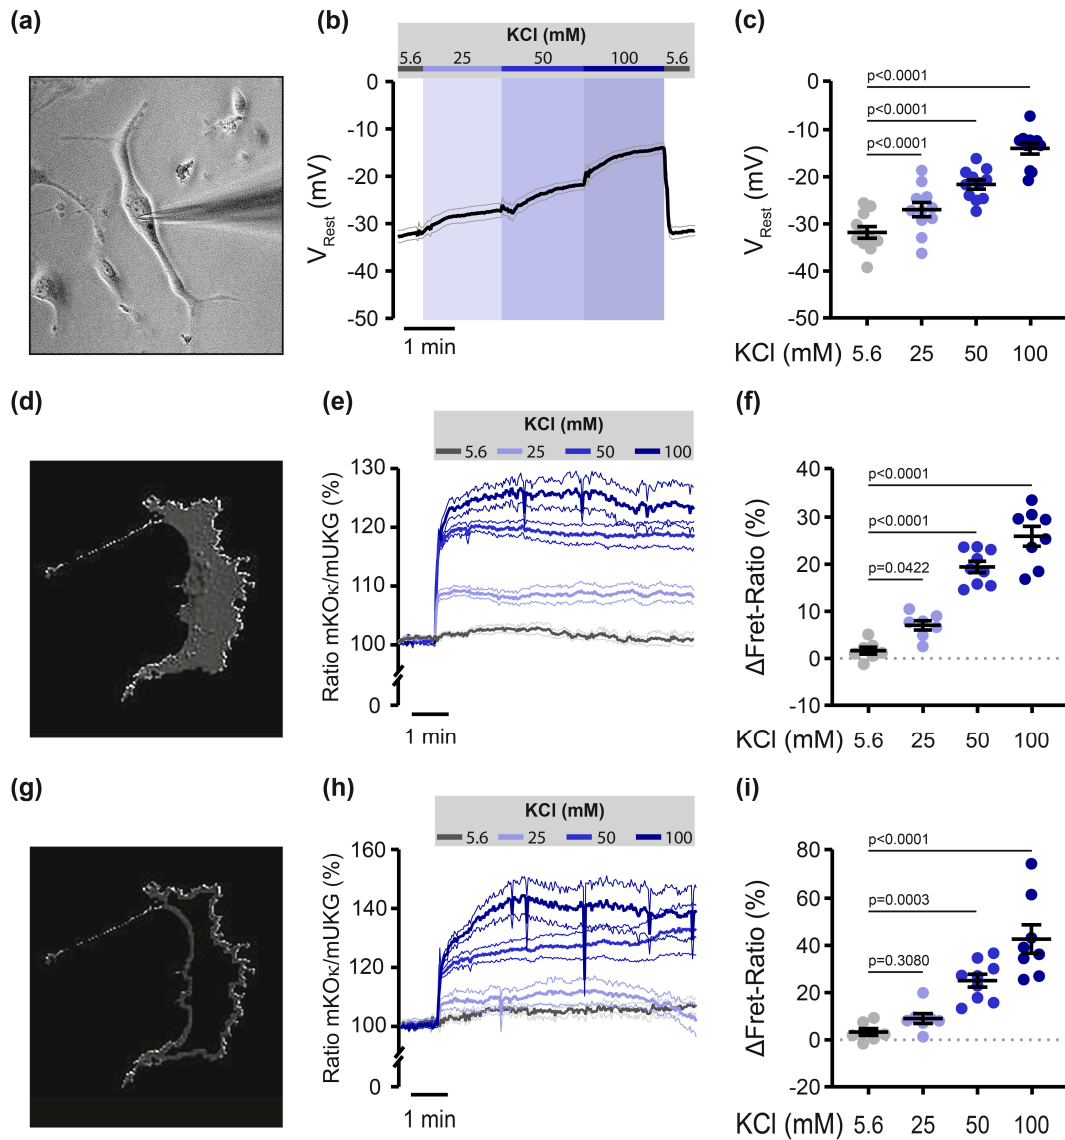 (a)
(b)
KCl (mM)
5.6 25 50 100 5.6
0
-10
-20
-30
-40
-50
VRest (mV)
1 min
(c)
0
-10
-20
-30
-40
-50
VRest (mV)
p<0.0001
p<0.0001
p<0.0001
KCl (mM) 5.6 25 50 100
(d)
(e)
KCl (mM)
5.6 25 50 100
130
120
110
100
0
Ratio mKOκ/mUKG (%)
1 min
(f)
40
30
20
10
0
-10
ΔFret-Ratio (%)
p<0.0001
p<0.0001
p=0.0422
KCl (mM) 5.6 25 50 100
(g)
(h)
KCl (mM)
5.6 25 50 100
160
140
120
100
0
Ratio mKOκ/mUKG (%)
1 min
(i)
80
60
40
20
0
-20
ΔFret-Ratio (%)
p<0.0001
p=0.0003
p=0.3080
KCl (mM) 5.6 25 50 100